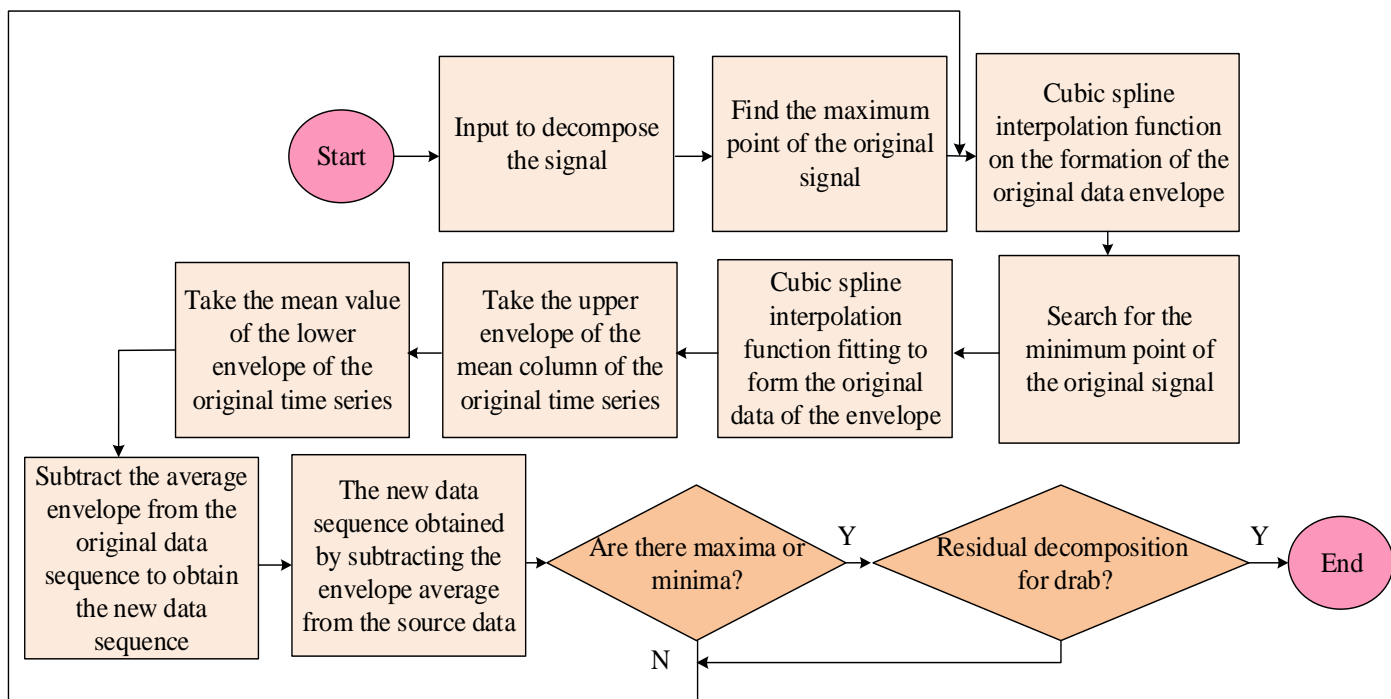 Start
Input to decompose
the signal
Find the maximum
point of the original
signal
Cubic spline
interpolation function
on the formation of the
original data envelope
Search for the
minimum point of
the original signal
Cubic spline
interpolation
function fitting to
form the original
data of the envelope
Take the upper
envelope of the
mean column of the
original time series
Take the mean value
of the lower
envelope of the
original time series
Subtract the average
envelope from the
original data
sequence to obtain
the new data
sequence
The new data
sequence obtained
by subtracting the
envelope average
from the source data
Are there maxima or
minima?
Y
N
Residual decomposition
for drab?
Y
End